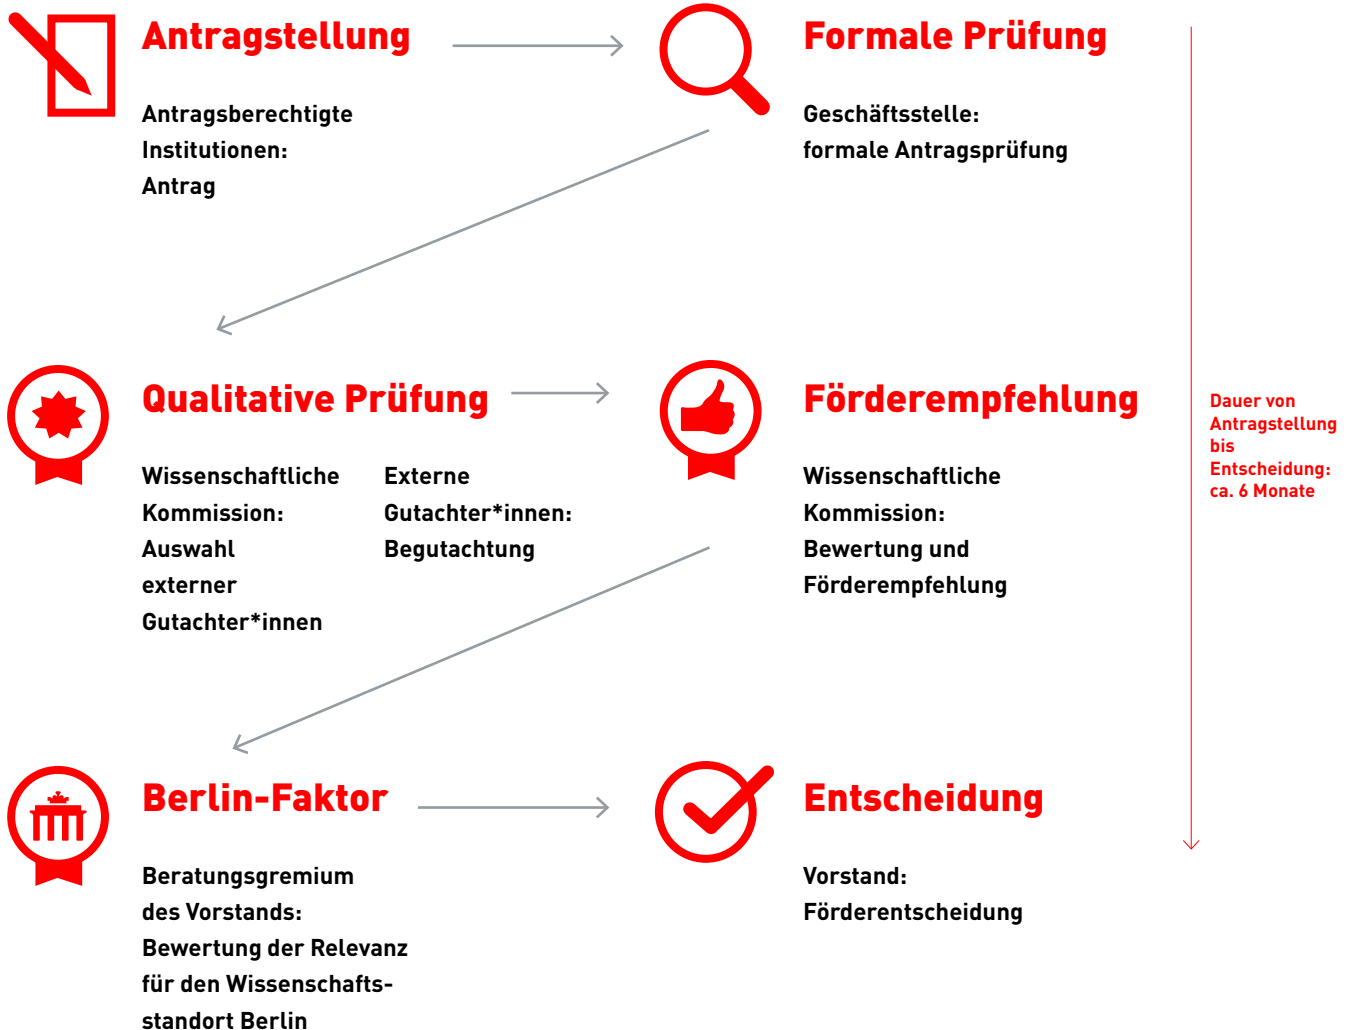 Antragstellung
Antragsberechtigte
Institutionen:
Antrag
Formale Prüfung
Geschäftsstelle:
formale Antragsprüfung
Qualitative Prüfung
Wissenschaftliche
Kommission:
Auswahl
externer
Gutachter*innen
Externe
Gutachter*innen:
Begutachtung
Förderempfehlung
Wissenschaftliche
Kommission:
Bewertung und
Förderempfehlung
Berlin-Faktor
Beratungsgremium
des Vorstands:
Bewertung der Relevanz
für den Wissenschafts-
standort Berlin
Entscheidung
Vorstand:
Förderentscheidung
Dauer von
Antragstellung
bis
Entscheidung:
ca. 6 Monate